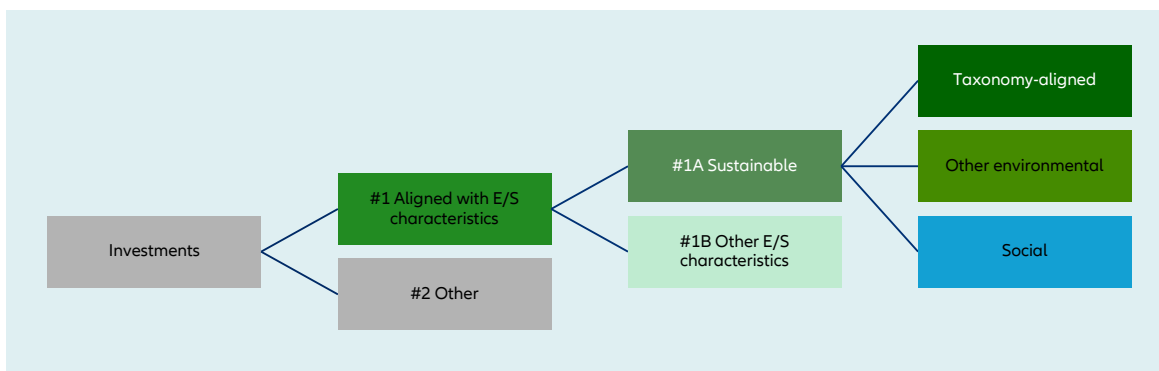 Investments
#1 Aligned with E/S
characteristics
#2 Other
#1A Sustainable
#1B Other E/S
characteristics
Taxonomy-aligned
Other environmental
Social